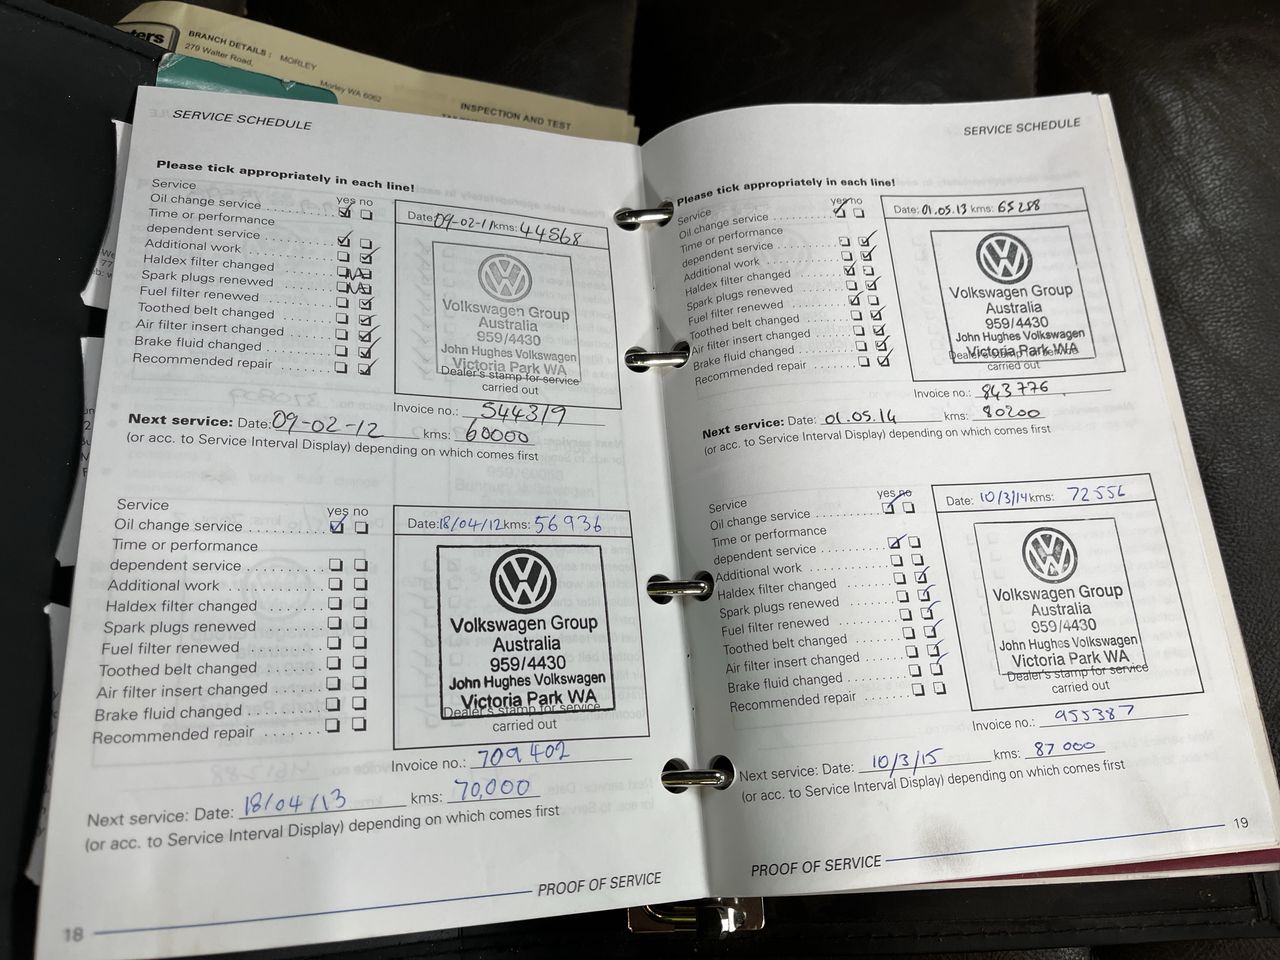 BRANCH DETAILS : MORLEY
279 Walter Road,
Morley WA 6062
INSPECTION AND TEST
SERVICE SCHEDULE
Please tick appropriately in each line!
Service
yes no
Oil change service
Time or performance
dependent service
Additional work
Haldex filter changed
Spark plugs renewed
Fuel filter renewed
Toothed belt changed
Air filter insert changed
Brake fluid changed
Recommended repair
NA
NA
Date: 09-02-11 kms: 44568
Volkswagen Group
Australia
959/4430
John Hughes Volkswagen
Victoria Park WA
Dealer's stamp for service
carried out
Invoice no.: 544319
Next service: Date: 09-02-12 kms: 60000
(or acc. to Service Interval Display) depending on which comes first
Service
yes no
Oil change service
Time or performance
dependent service
Additional work
Haldex filter changed
Spark plugs renewed
Fuel filter renewed
Toothed belt changed
Air filter insert changed
Brake fluid changed
Recommended repair
Date: 18/04/12 kms: 56936
Volkswagen Group
Australia
959/4430
John Hughes Volkswagen
Victoria Park WA
Dealer's stamp for service
carried out
Invoice no.: 709402
Next service: Date: 18/04/13 kms: 70,000
(or acc. to Service Interval Display) depending on which comes first
PROOF OF SERVICE
18
SERVICE SCHEDULE
Please tick appropriately in each line!
Service
yes no
Oil change service
Time or performance
dependent service
Additional work
Haldex filter changed
Spark plugs renewed
Fuel filter renewed
Toothed belt changed
Air filter insert changed
Brake fluid changed
Recommended repair
Date: 01.05.13 kms: 65288
Volkswagen Group
Australia
959/4430
John Hughes Volkswagen
Victoria Park WA
Dealer's stamp for service
carried out
Invoice no.: 843776
Next service: Date: 01.05.14 kms: 80200
(or acc. to Service Interval Display) depending on which comes first
Service
yes no
Oil change service
Time or performance
dependent service
Additional work
Haldex filter changed
Spark plugs renewed
Fuel filter renewed
Toothed belt changed
Air filter insert changed
Brake fluid changed
Recommended repair
Date: 10/3/14 kms: 72556
Volkswagen Group
Australia
959/4430
John Hughes Volkswagen
Victoria Park WA
Dealer's stamp for service
carried out
Invoice no.: 955387
Next service: Date: 10/3/15 kms: 87 000
(or acc. to Service Interval Display) depending on which comes first
PROOF OF SERVICE
19